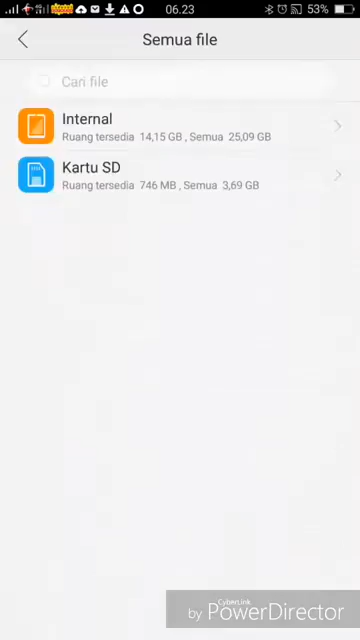 06.23
53%
Semua file
Cari file
Internal
Ruang tersedia 14,15 GB , Semua 25,09 GB
Kartu SD
Ruang tersedia 746 MB , Semua 3,69 GB
CyberLink
by PowerDirector